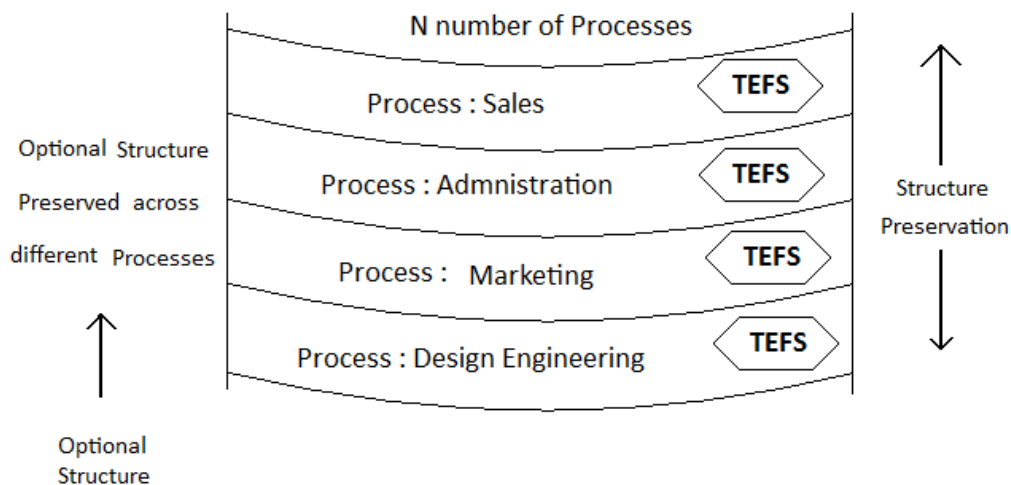 N number of Processes
Process : Sales
TEFS
Process : Admnistration
TEFS
Process : Marketing
TEFS
Process : Design Engineering
TEFS
Optional Structure
Preserved across
different Processes
Optional
Structure
Structure
Preservation